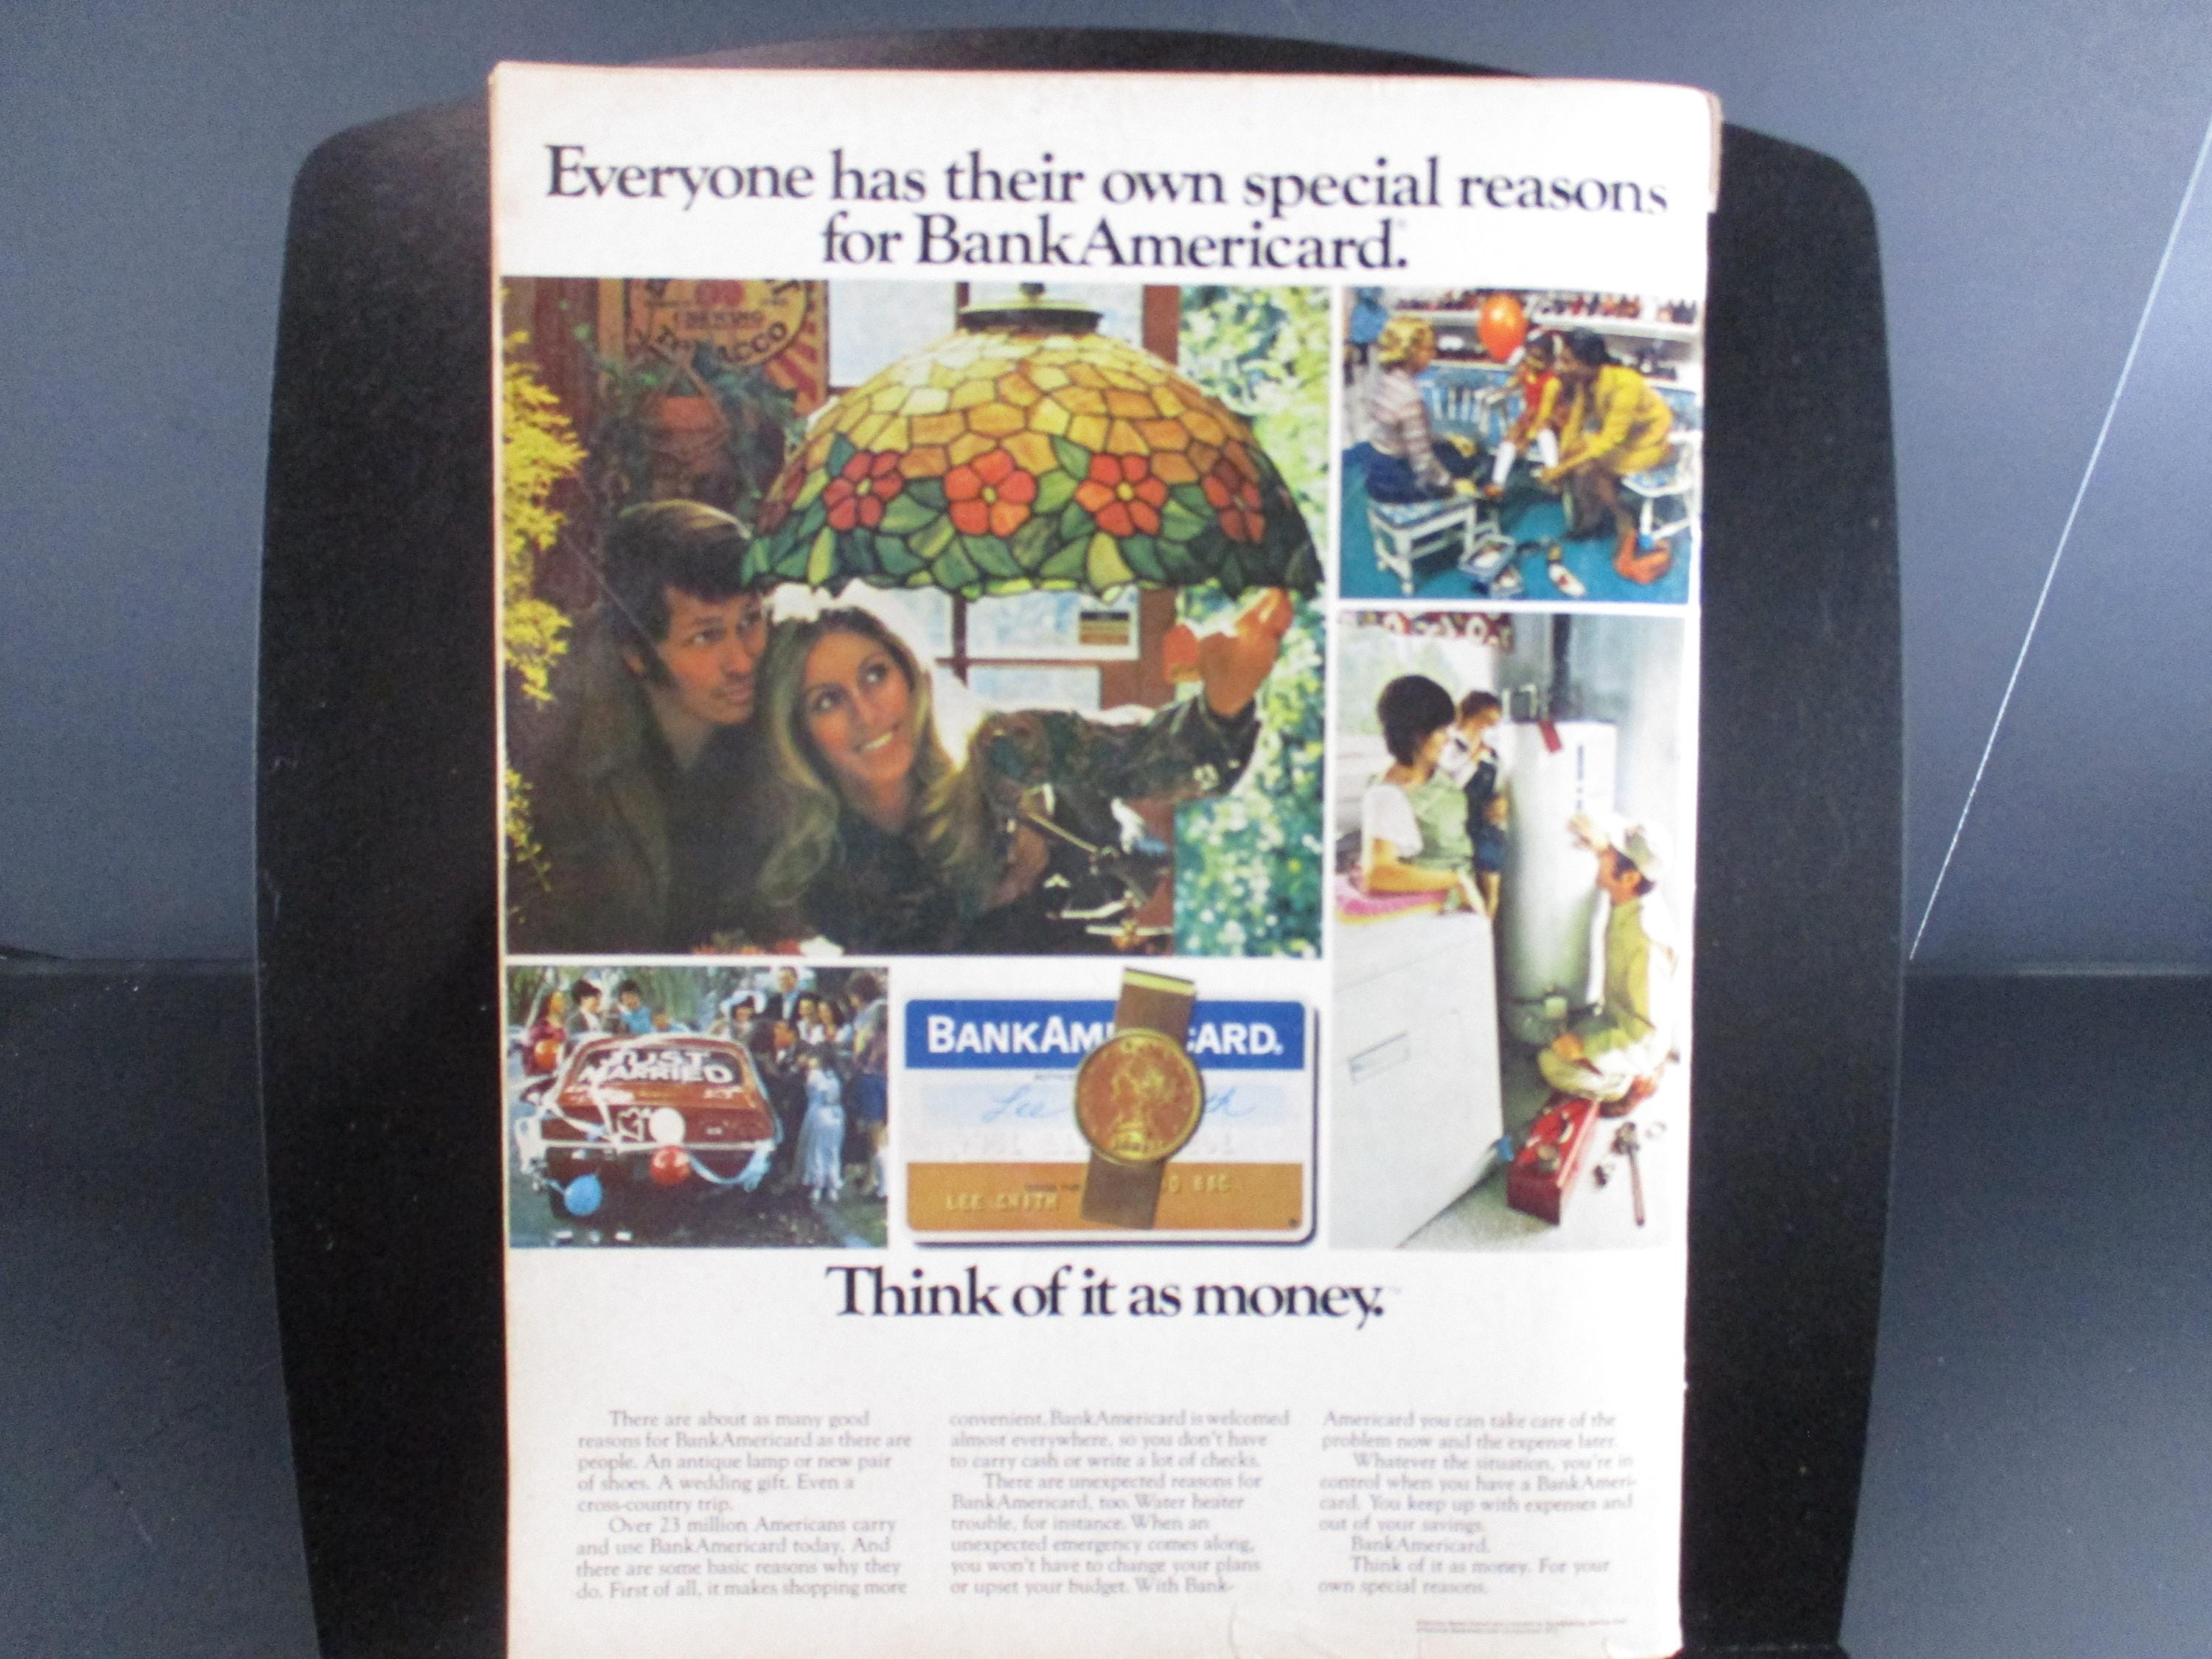 Everyone has their own special reasons
for BankAmericard.®
CHEWING
TOBACCO
JUST
MARRIED
BANKAM CARD.
Lee th
LEE SMITH
Think of it as money.™
There are about as many good
reasons for BankAmericard as there are
people. An antique lamp or new pair
of shoes. A wedding gift. Even a
cross-country trip.
Over 23 million Americans carry
and use BankAmericard today. And
there are some basic reasons why they
do. First of all, it makes shopping more
convenient. BankAmericard is welcomed
almost everywhere, so you don't have
to carry cash or write a lot of checks.
There are unexpected reasons for
BankAmericard, too. Water heater
trouble, for instance. When an
unexpected emergency comes along,
you won't have to change your plans
or upset your budget. With Bank-
Americard you can take care of the
problem now and the expense later.
Whatever the situation, you're in
control when you have a BankAmeri-
card. You keep up with expenses and
out of your savings.
BankAmericard.
Think of it as money. For your
own special reasons.